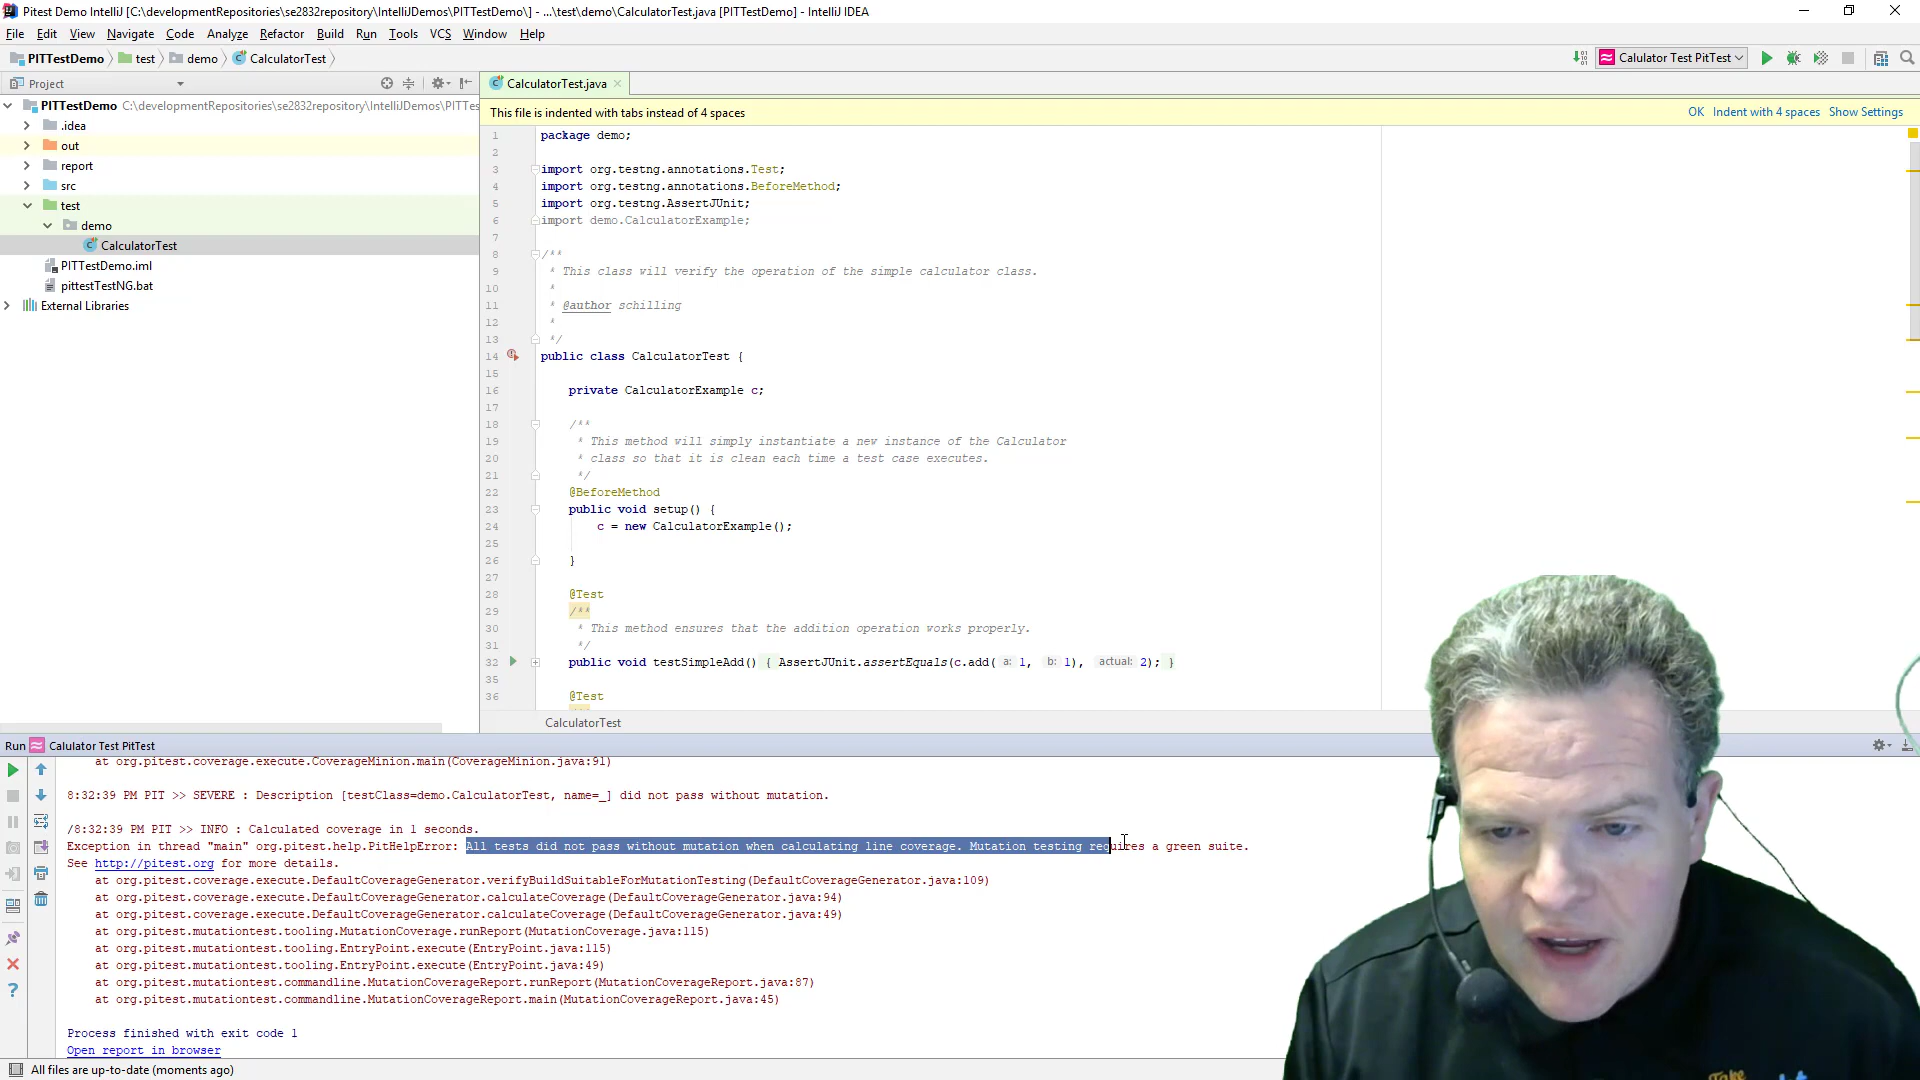 Pitest Demo IntelliJ [C:\developmentRepositories\se2832repository\IntelliJDemos\PITTestDemo\] - ...\test\demo\CalculatorTest.java [PITTestDemo] - IntelliJ IDEA
File Edit View Navigate Code Analyze Refactor Build Run Tools VCS Window Help
PITTestDemo test demo CalculatorTest Calulator Test PitTest
Project
CalculatorTest.java
PITTestDemo C:\developmentRepositories\se2832repository\IntelliJDemos\PITTes
.idea
out
report
src
test
demo
CalculatorTest
PITTestDemo.iml
pittestTestNG.bat
External Libraries
This file is indented with tabs instead of 4 spaces OK Indent with 4 spaces Show Settings
1 package demo;
2
3 import org.testng.annotations.Test;
4 import org.testng.annotations.BeforeMethod;
5 import org.testng.AssertJUnit;
6 import demo.CalculatorExample;
7
8 /**
9 * This class will verify the operation of the simple calculator class.
10 *
11 * @author schilling
12 *
13 */
14 public class CalculatorTest {
15
16 private CalculatorExample c;
17
18 /**
19 * This method will simply instantiate a new instance of the Calculator
20 * class so that it is clean each time a test case executes.
21 */
22 @BeforeMethod
23 public void setup() {
24 c = new CalculatorExample();
25
26 }
27
28 @Test
29 /**
30 * This method ensures that the addition operation works properly.
31 */
32 public void testSimpleAdd() { AssertJUnit.assertEquals(c.add( a: 1, b: 1), actual: 2); }
35
36 @Test
CalculatorTest
Run Calulator Test PitTest
at org.pitest.coverage.execute.CoverageMinion.main(CoverageMinion.java:91)
8:32:39 PM PIT >> SEVERE : Description [testClass=demo.CalculatorTest, name=_] did not pass without mutation.
/8:32:39 PM PIT >> INFO : Calculated coverage in 1 seconds.
Exception in thread "main" org.pitest.help.PitHelpError: All tests did not pass without mutation when calculating line coverage. Mutation testing requires a green suite.
See http://pitest.org for more details.
at org.pitest.coverage.execute.DefaultCoverageGenerator.verifyBuildSuitableForMutationTesting(DefaultCoverageGenerator.java:109)
at org.pitest.coverage.execute.DefaultCoverageGenerator.calculateCoverage(DefaultCoverageGenerator.java:94)
at org.pitest.coverage.execute.DefaultCoverageGenerator.calculateCoverage(DefaultCoverageGenerator.java:49)
at org.pitest.mutationtest.tooling.MutationCoverage.runReport(MutationCoverage.java:115)
at org.pitest.mutationtest.tooling.EntryPoint.execute(EntryPoint.java:115)
at org.pitest.mutationtest.tooling.EntryPoint.execute(EntryPoint.java:49)
at org.pitest.mutationtest.commandline.MutationCoverageReport.runReport(MutationCoverageReport.java:87)
at org.pitest.mutationtest.commandline.MutationCoverageReport.main(MutationCoverageReport.java:45)
Process finished with exit code 1
Open report in browser
All files are up-to-date (moments ago)
Take